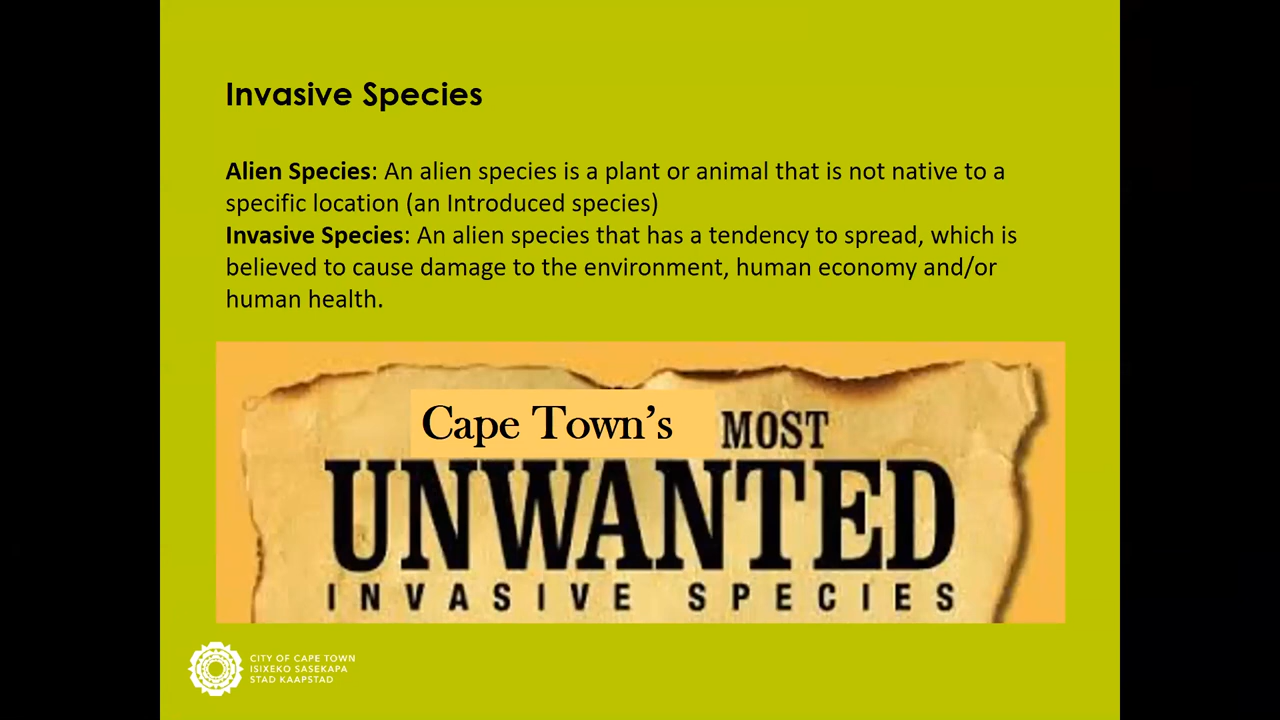 Invasive Species
Alien Species: An alien species is a plant or animal that is not native to a
specific location (an Introduced species)
Invasive Species: An alien species that has a tendency to spread, which is
believed to cause damage to the environment, human economy and/or
human health.
Cape Town’s MOST
UNWANTED
INVASIVE SPECIES
CITY OF CAPE TOWN
ISIXEKO SASEKAPA
STAD KAAPSTAD